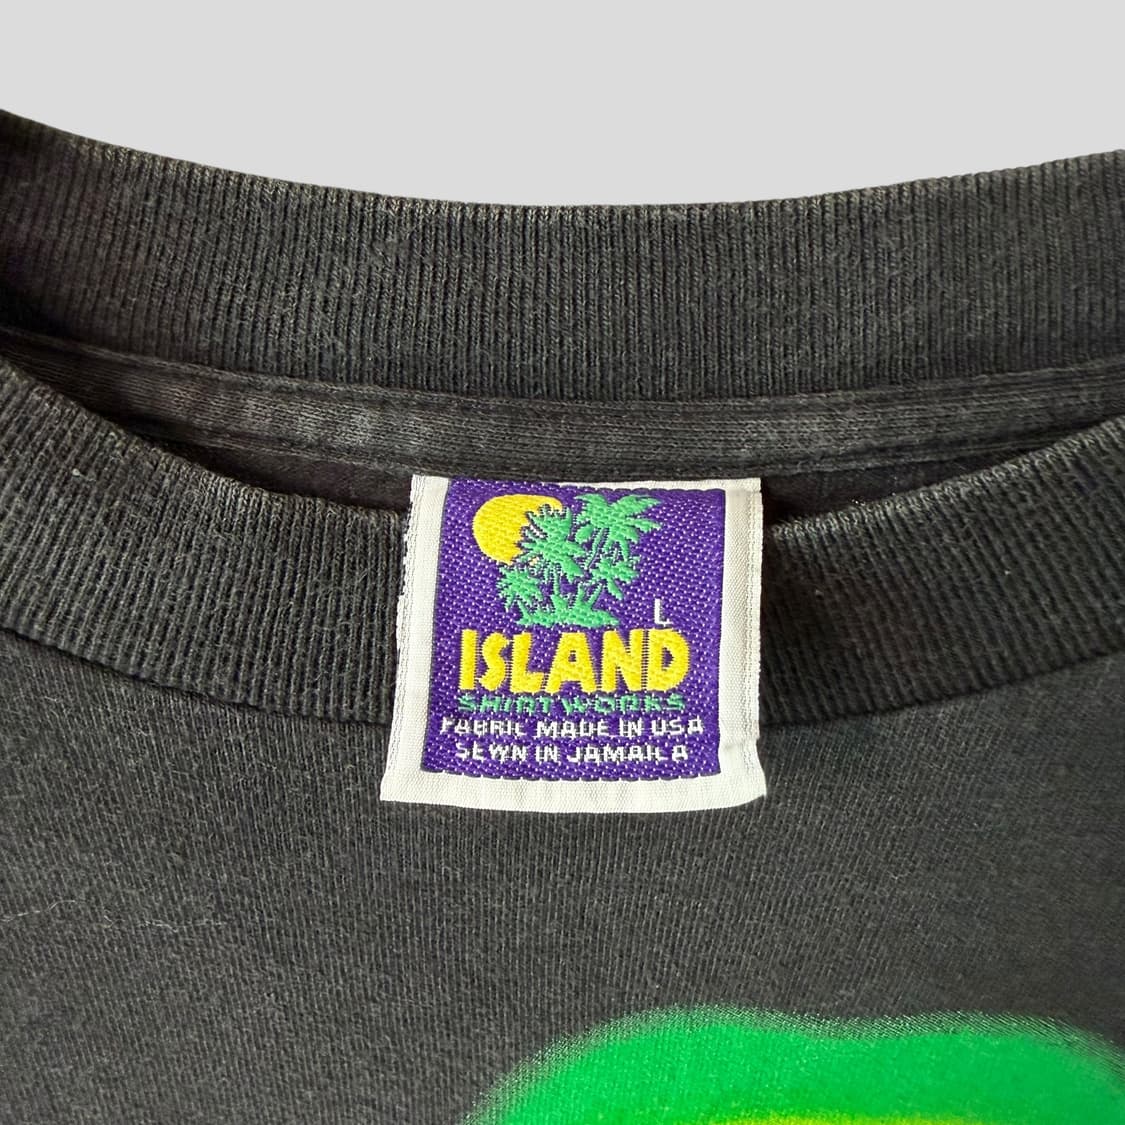 L
ISLAND
SHIRTWORKS
FABRIC MADE IN USA
SEWN IN JAMAICA